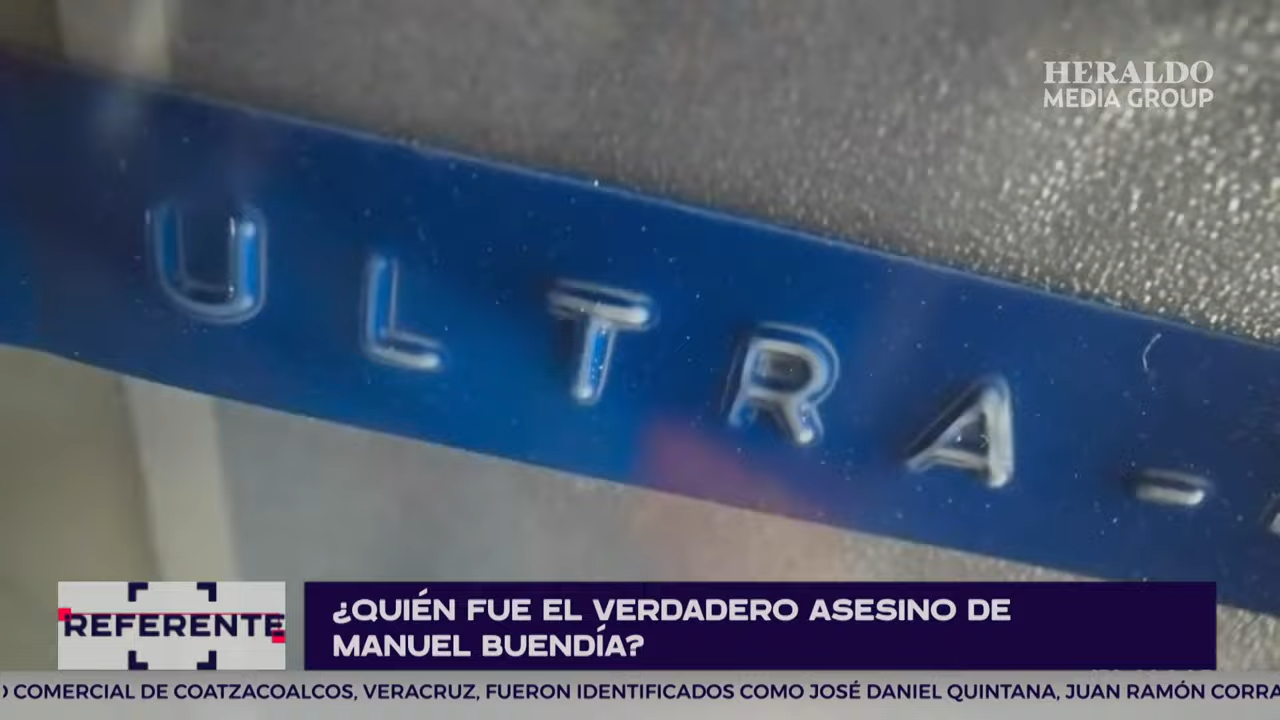 HERALDO
MEDIA GROUP
ULTRA-
REFERENTE
¿QUIÉN FUE EL VERDADERO ASESINO DE
MANUEL BUENDÍA?
COMERCIAL DE COATZACOALCOS, VERACRUZ, FUERON IDENTIFICADOS COMO JOSÉ DANIEL QUINTANA, JUAN RAMÓN